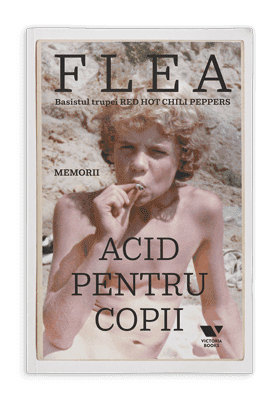 FLEA
Basistul trupei RED HOT CHILI PEPPERS
MEMORII
ACID
PENTRU
COPII
VICTORIA
BOOKS